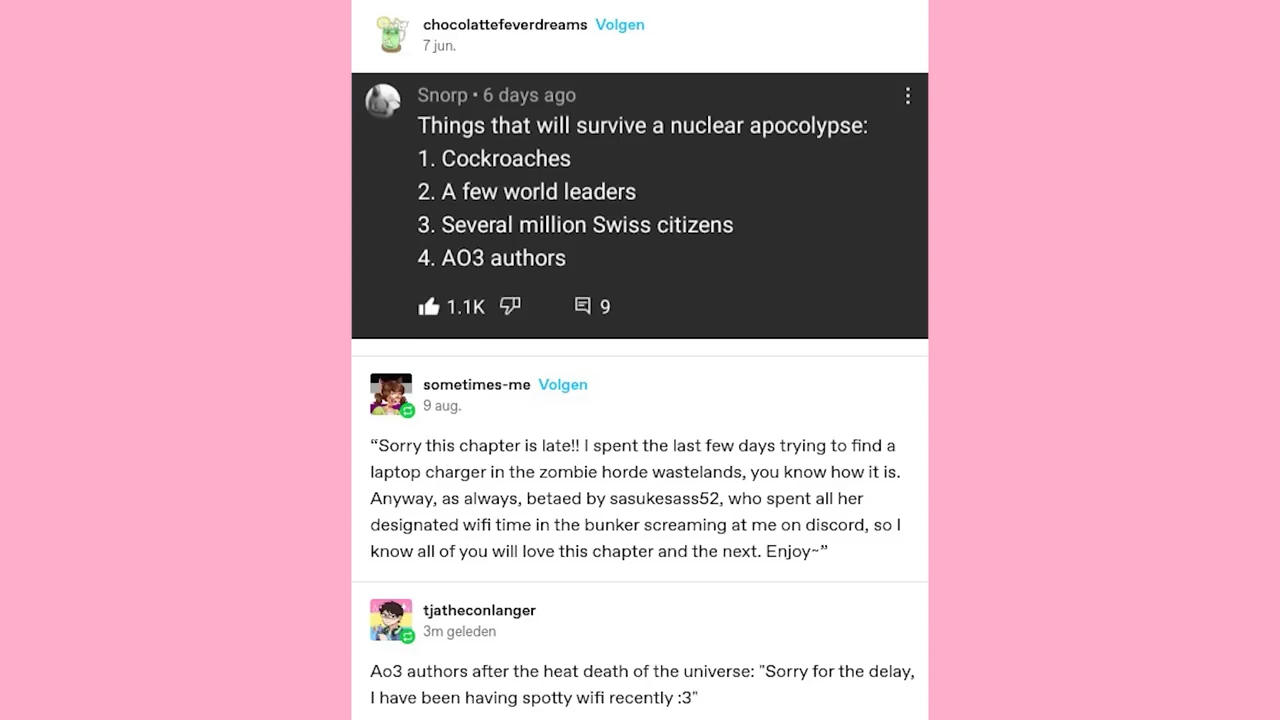 chocolattefeverdreams Volgen
7 jun.
Snorp • 6 days ago
Things that will survive a nuclear apocolypse:
1. Cockroaches
2. A few world leaders
3. Several million Swiss citizens
4. AO3 authors
1.1K 9
sometimes-me Volgen
9 aug.
“Sorry this chapter is late!! I spent the last few days trying to find a
laptop charger in the zombie horde wastelands, you know how it is.
Anyway, as always, betaed by sasukesass52, who spent all her
designated wifi time in the bunker screaming at me on discord, so I
know all of you will love this chapter and the next. Enjoy~”
tjatheconlanger
3m geleden
Ao3 authors after the heat death of the universe: "Sorry for the delay,
I have been having spotty wifi recently :3"